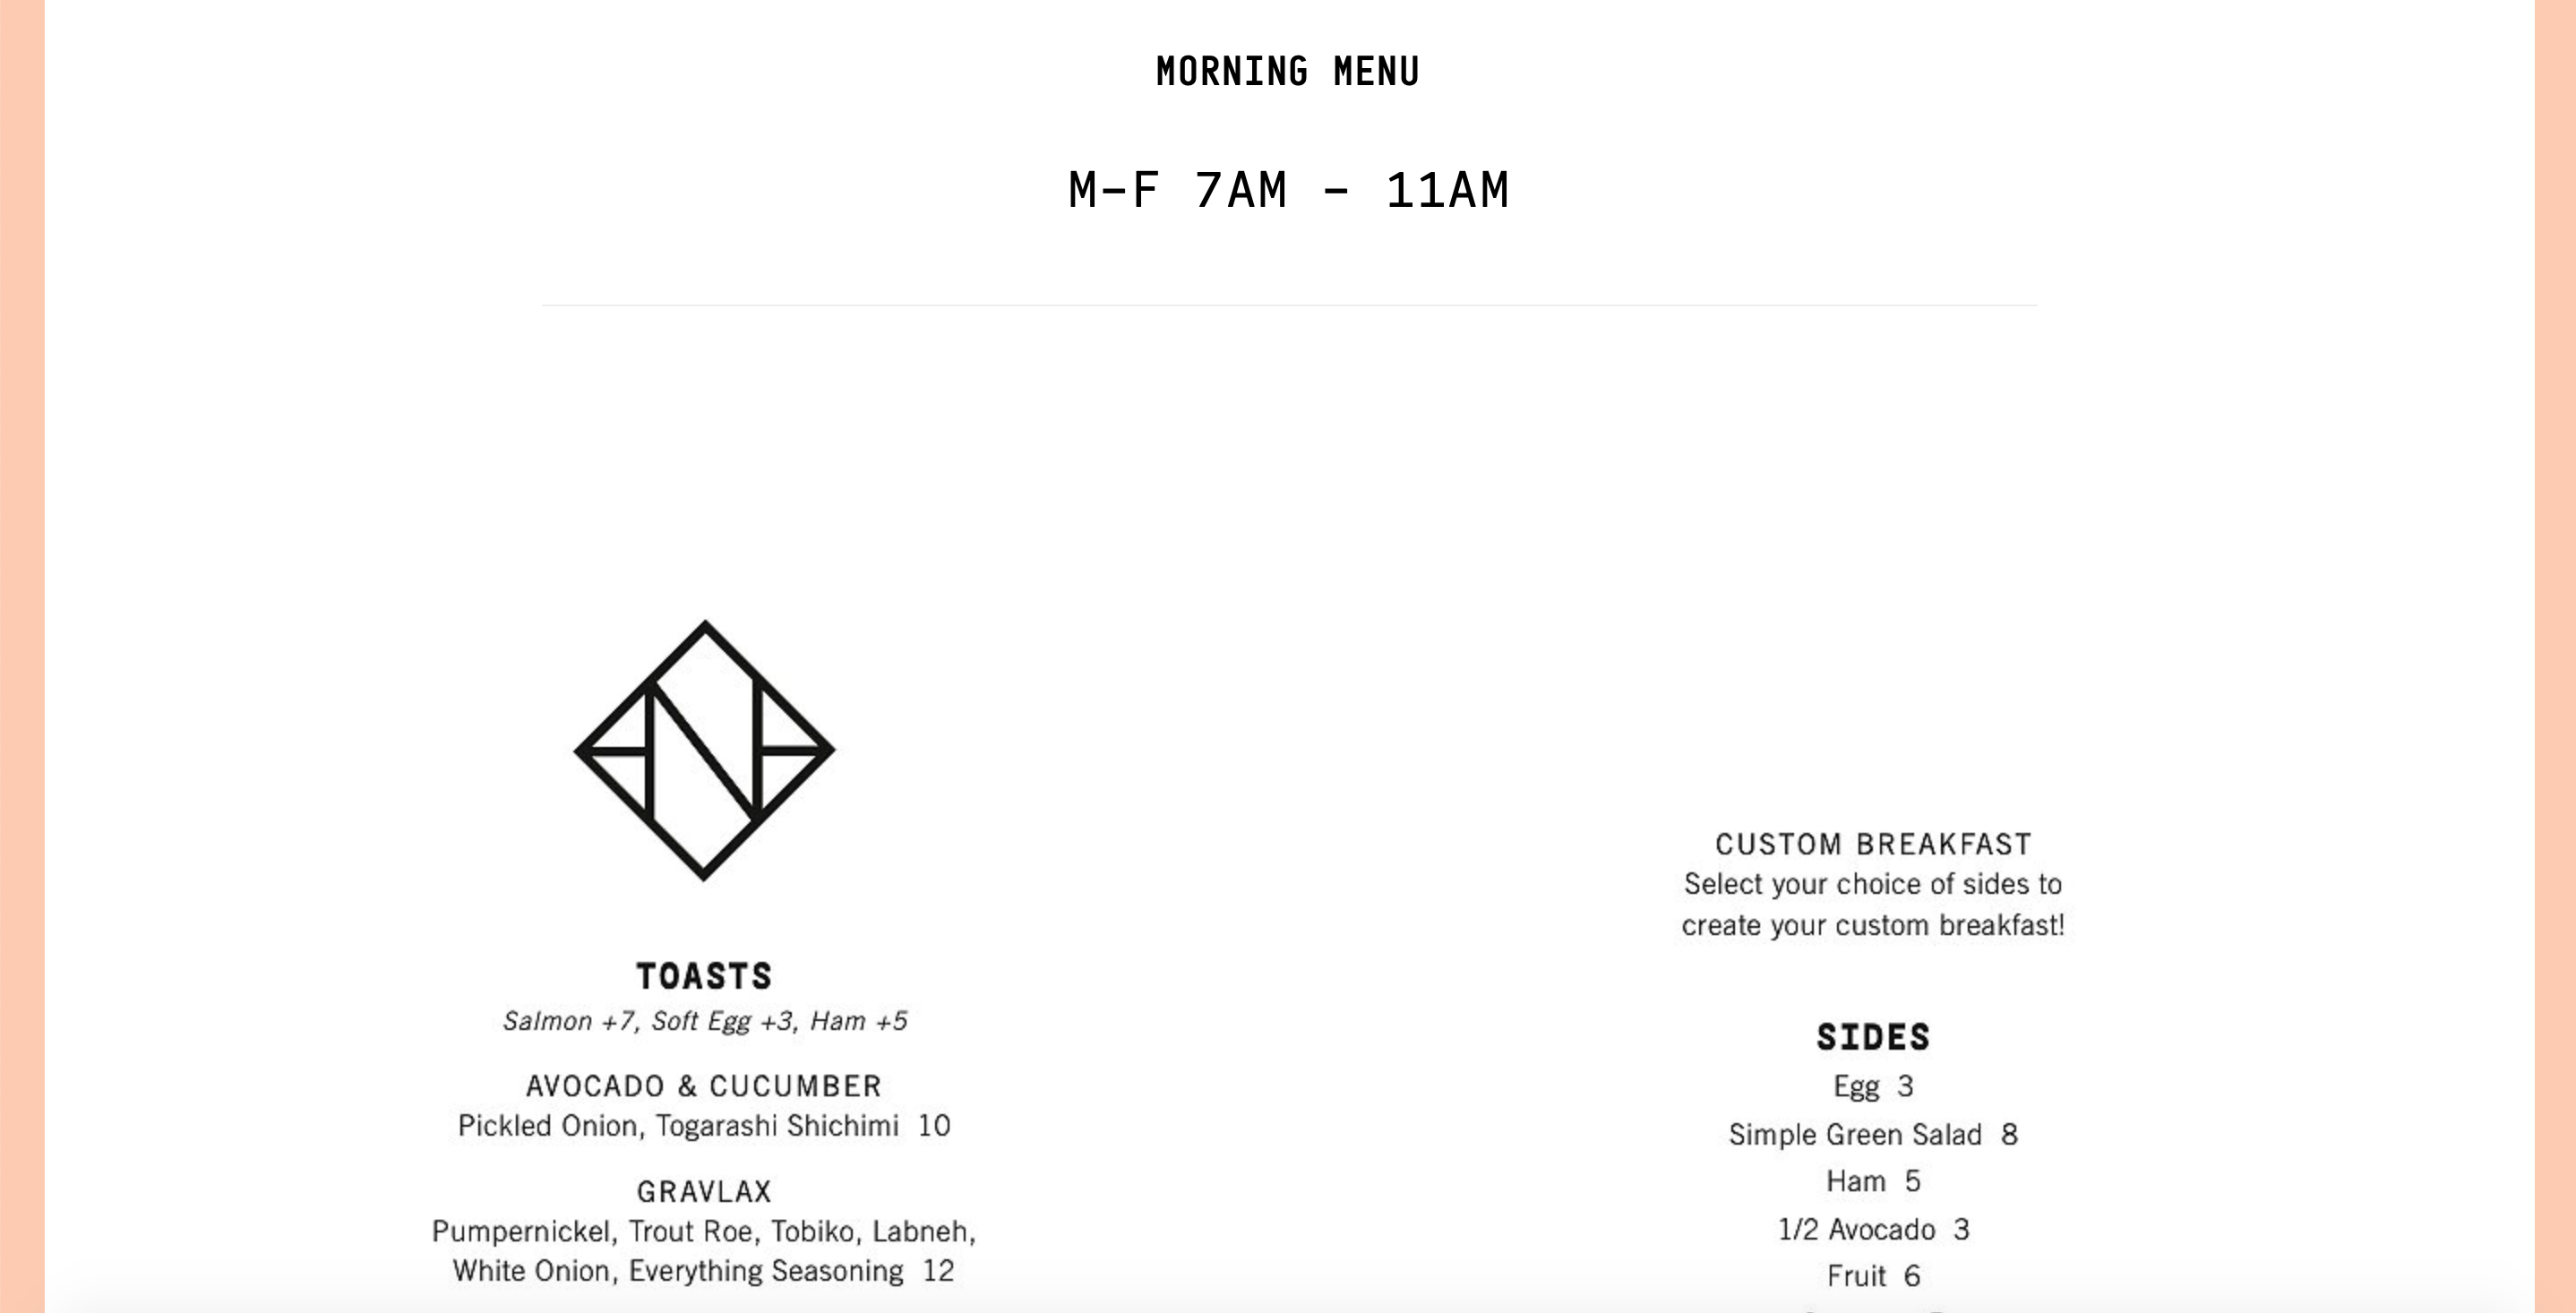 MORNING MENU
M-F 7AM - 11AM
N
TOASTS
Salmon +7, Soft Egg +3, Ham +5
AVOCADO & CUCUMBER
Pickled Onion, Togarashi Shichimi 10
GRAVLAX
Pumpernickel, Trout Roe, Tobiko, Labneh,
White Onion, Everything Seasoning 12
CUSTOM BREAKFAST
Select your choice of sides to
create your custom breakfast!
SIDES
Egg 3
Simple Green Salad 8
Ham 5
1/2 Avocado 3
Fruit 6